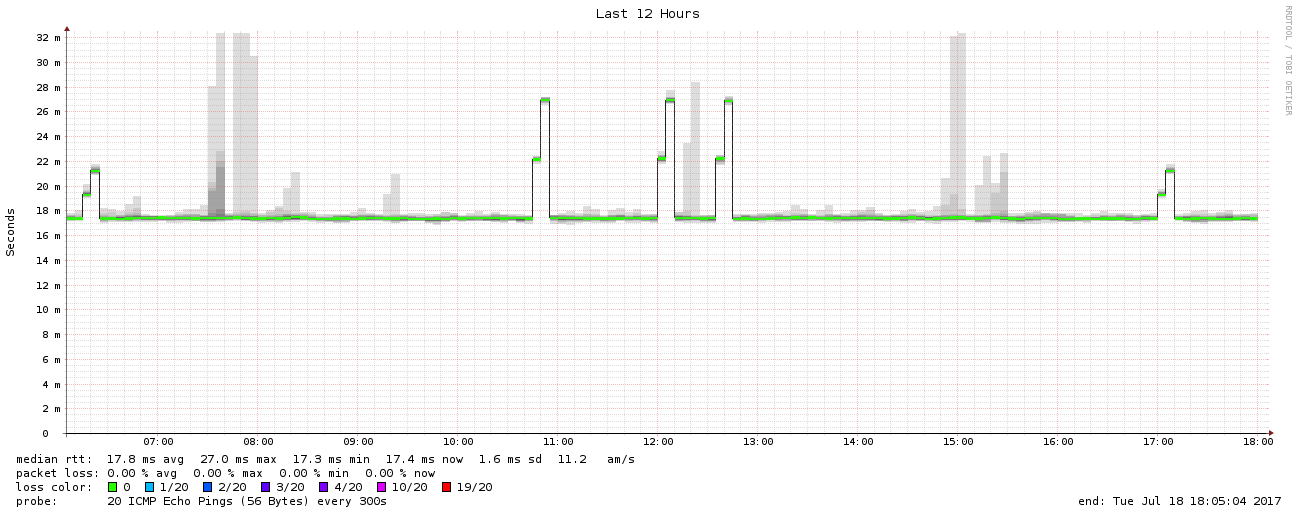 Last 12 Hours
RRDTOOL / TOBI OETIKER
Seconds
32 m
30 m
28 m
26 m
24 m
22 m
20 m
18 m
16 m
14 m
12 m
10 m
8 m
6 m
4 m
2 m
0
07:00 08:00 09:00 10:00 11:00 12:00 13:00 14:00 15:00 16:00 17:00 18:00
median rtt: 17.8 ms avg 27.0 ms max 17.3 ms min 17.4 ms now 1.6 ms sd 11.2 am/s
packet loss: 0.00 % avg 0.00 % max 0.00 % min 0.00 % now
loss color: 0 1/20 2/20 3/20 4/20 10/20 19/20
probe: 20 ICMP Echo Pings (56 Bytes) every 300s end: Tue Jul 18 18:05:04 2017